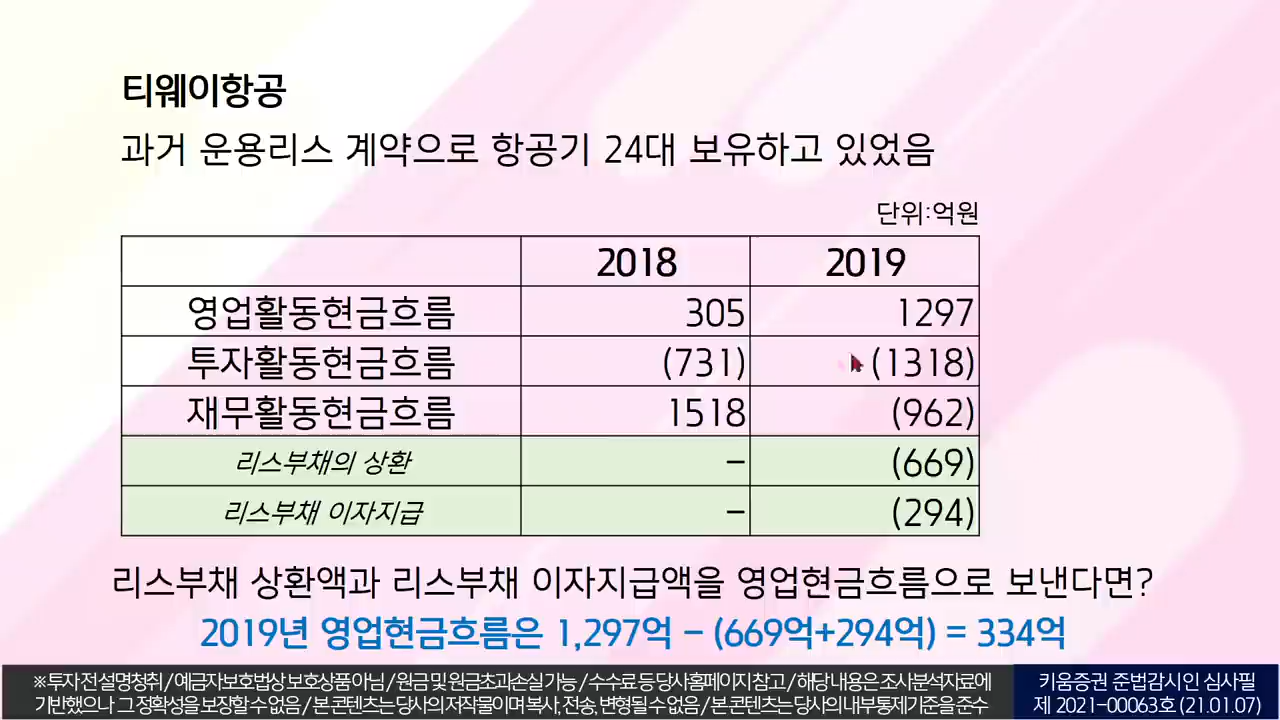 티웨이항공
과거 운용리스 계약으로 항공기 24대 보유하고 있었음
단위:억원
2018 2019
영업활동현금흐름 305 1297
투자활동현금흐름 (731) (1318)
재무활동현금흐름 1518 (962)
리스부채의 상환 – (669)
리스부채 이자지급 – (294)
리스부채 상환액과 리스부채 이자지급액을 영업현금흐름으로 보낸다면?
2019년 영업현금흐름은 1,297억 – (669억+294억) = 334억
※투자 전 설명청취 / 예금자보호법상 보호상품 아님 / 원금 및 원금초과손실 가능 / 수수료 등 당사홈페이지 참고 / 해당 내용은 조사분석자료에
기반했으나 그 정확성을 보장할 수 없음 / 본 콘텐츠는 당사의 저작물이며 복사, 전송, 변형될 수 없음 / 본 콘텐츠는 당사의 내부통제기준을 준수
키움증권 준법감시인 심사필
제 2021-00063호 (21.01.07)